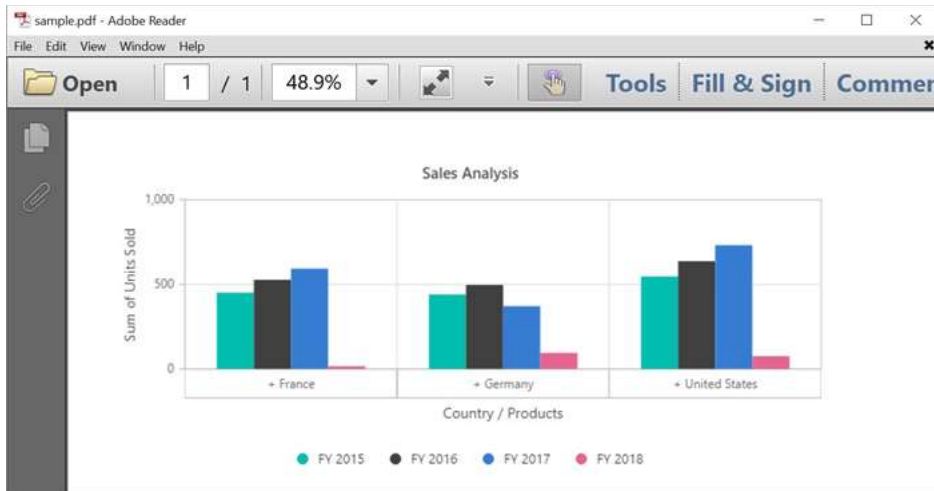 sample.pdf - Adobe Reader
File Edit View Window Help
Open 1 / 1 48.9% Tools Fill & Sign Commen
Sales Analysis
1,000
500
0
Sum of Units Sold
+ France + Germany + United States
Country / Products
FY 2015 FY 2016 FY 2017 FY 2018